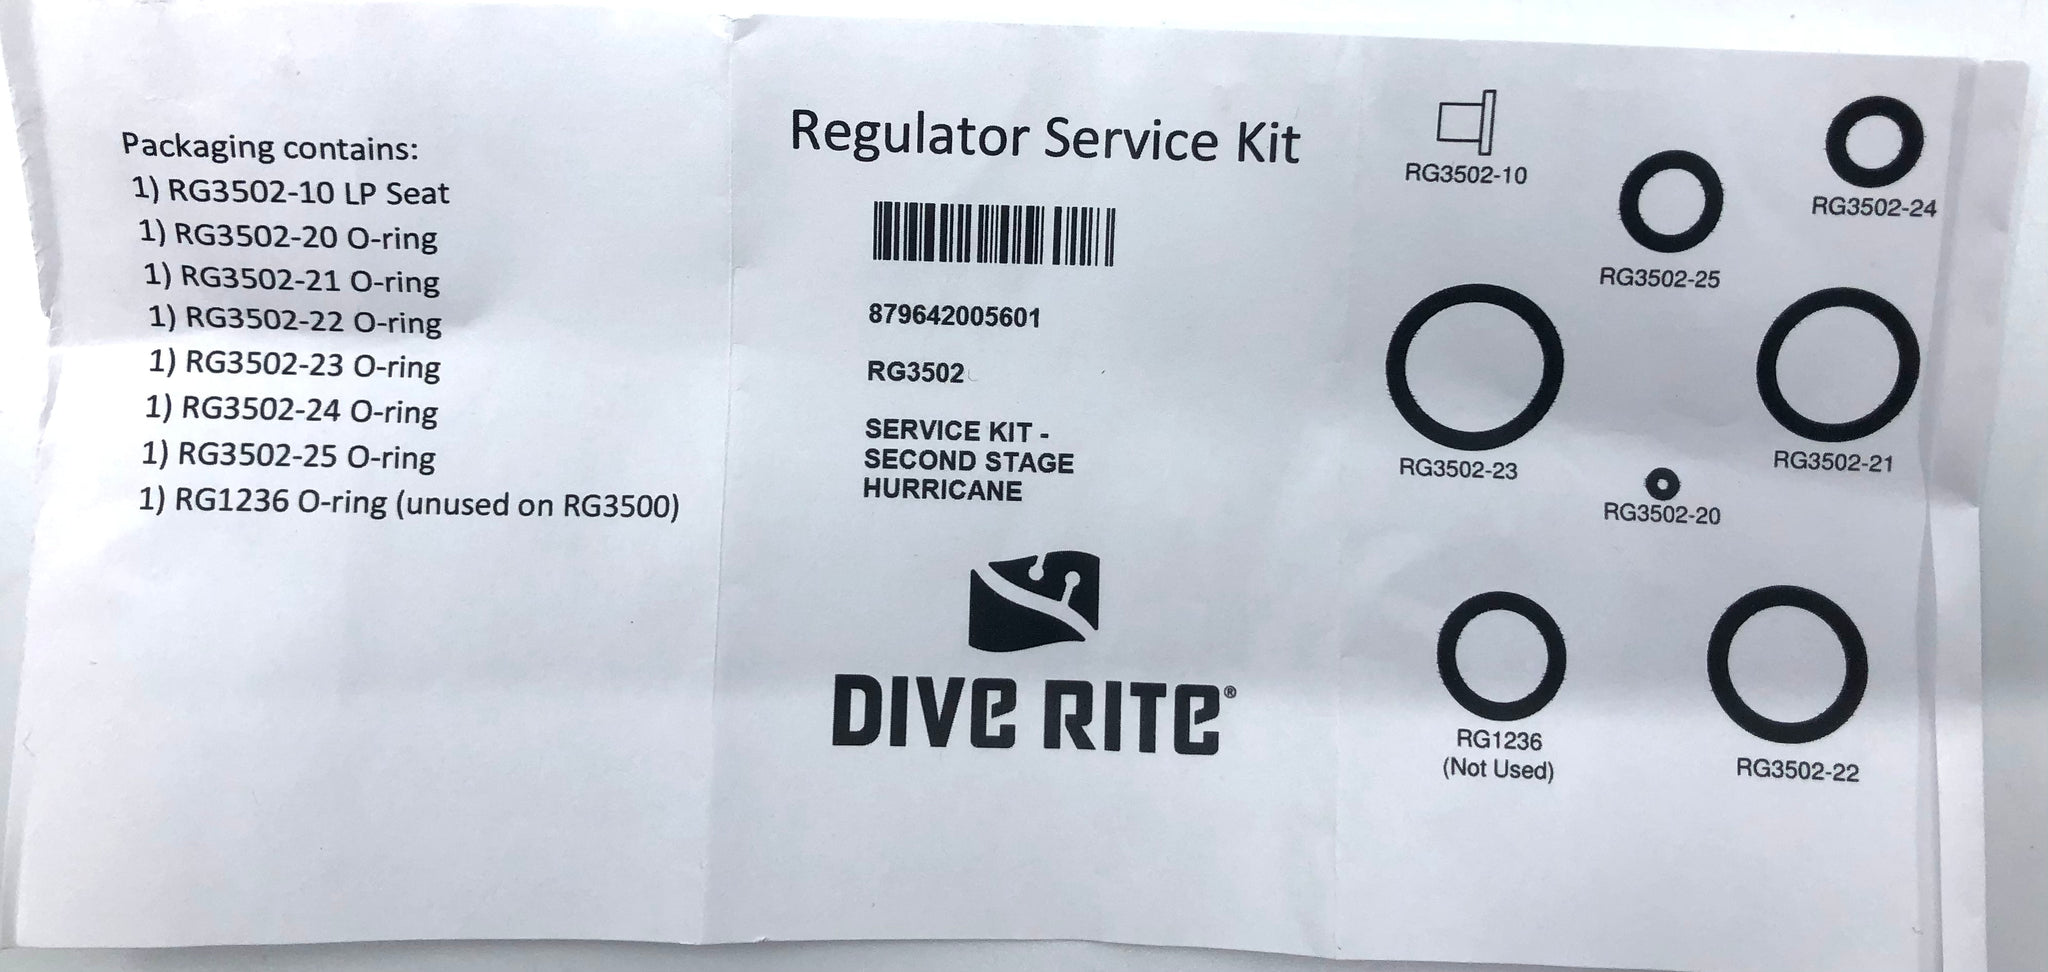 Packaging contains:
1) RG3502-10 LP Seat
1) RG3502-20 O-ring
1) RG3502-21 O-ring
1) RG3502-22 O-ring
1) RG3502-23 O-ring
1) RG3502-24 O-ring
1) RG3502-25 O-ring
1) RG1236 O-ring (unused on RG3500)
Regulator Service Kit
879642005601
RG3502
SERVICE KIT -
SECOND STAGE
HURRICANE
DIVE RITE®
RG3502-10
RG3502-24
RG3502-25
RG3502-23
RG3502-21
RG3502-20
RG1236
(Not Used)
RG3502-22